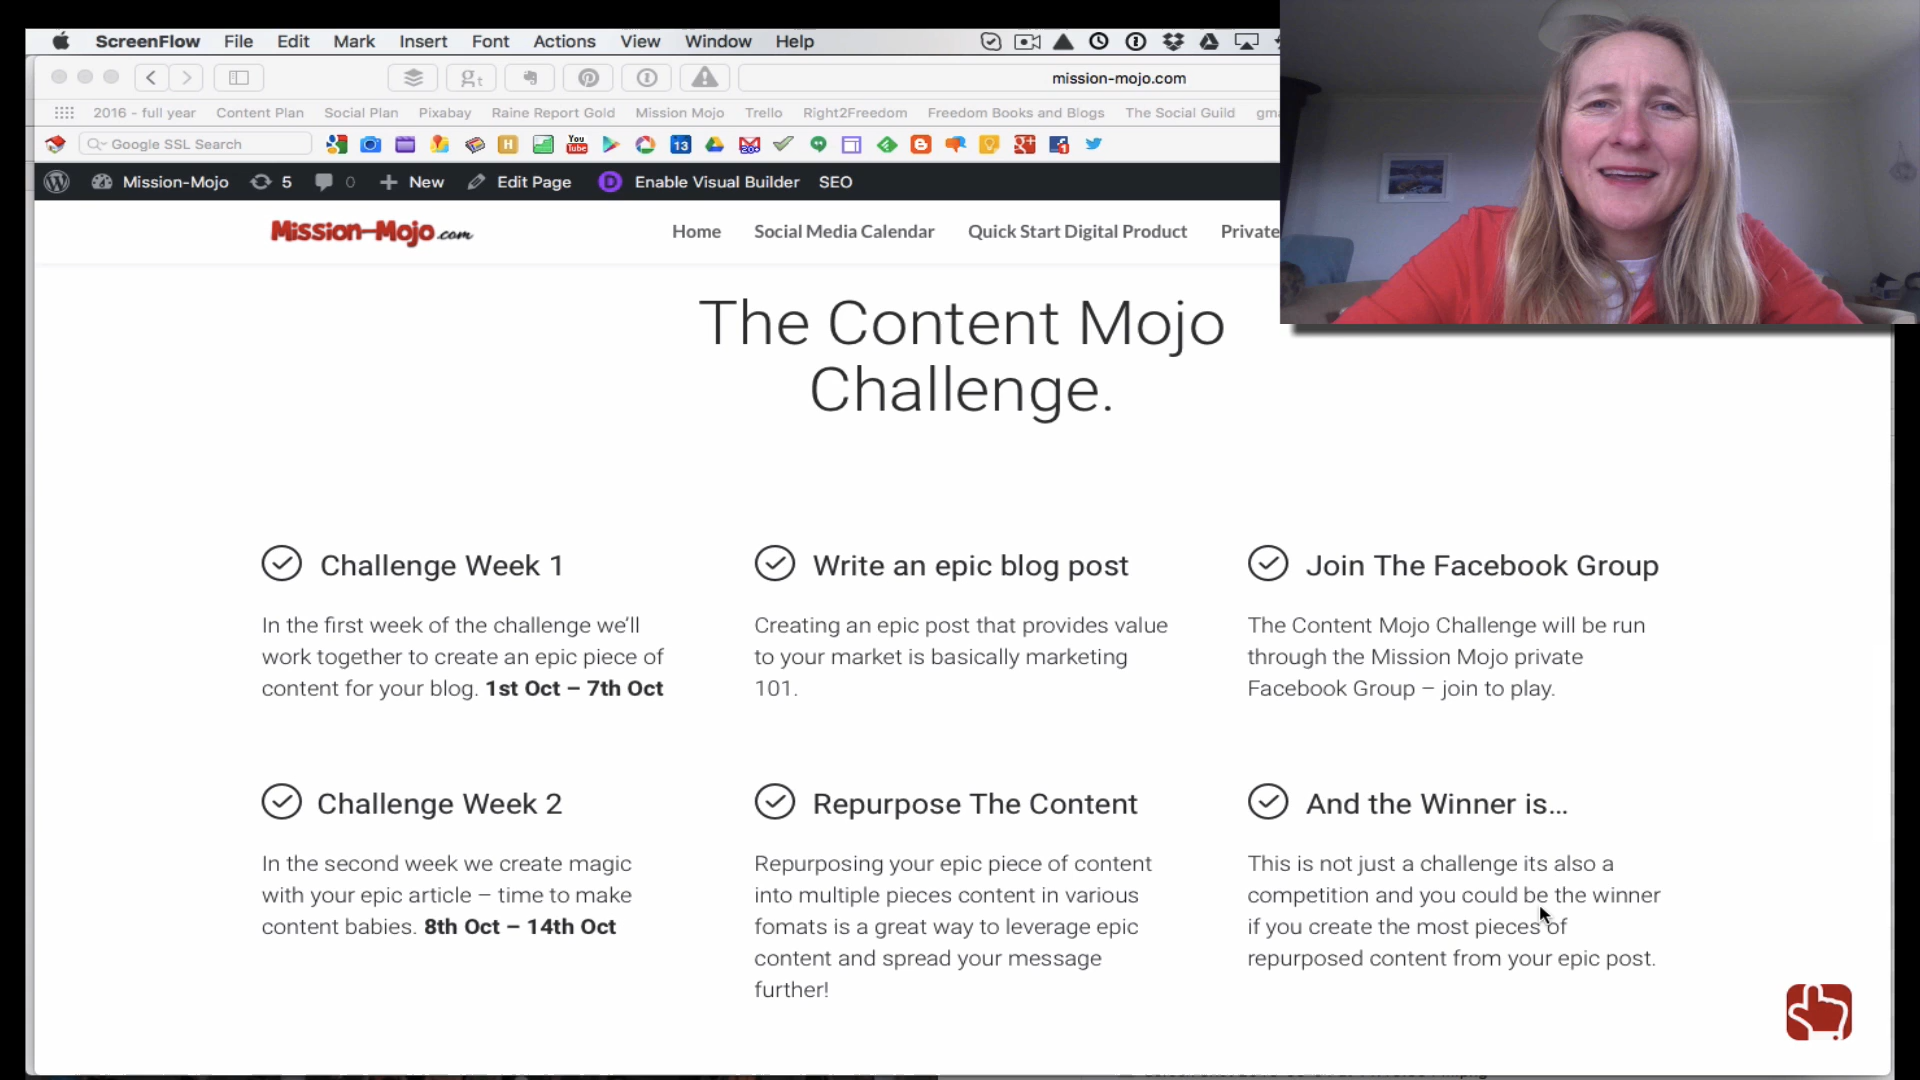 ScreenFlow File Edit Mark Insert Font Actions View Window Help
mission-mojo.com
2016 - full year Content Plan Social Plan Pixabay Raine Report Gold Mission Mojo Trello Right2Freedom Freedom Books and Blogs The Social Guild
Google SSL Search
Mission-Mojo 5 0 New Edit Page Enable Visual Builder SEO
Mission-Mojo.com
Home Social Media Calendar Quick Start Digital Product Private
The Content Mojo
Challenge.
Challenge Week 1
In the first week of the challenge we'll
work together to create an epic piece of
content for your blog. 1st Oct – 7th Oct
Write an epic blog post
Creating an epic post that provides value
to your market is basically marketing
101.
Join The Facebook Group
The Content Mojo Challenge will be run
through the Mission Mojo private
Facebook Group – join to play.
Challenge Week 2
In the second week we create magic
with your epic article – time to make
content babies. 8th Oct – 14th Oct
Repurpose The Content
Repurposing your epic piece of content
into multiple pieces content in various
fomats is a great way to leverage epic
content and spread your message
further!
And the Winner is...
This is not just a challenge its also a
competition and you could be the winner
if you create the most pieces of
repurposed content from your epic post.